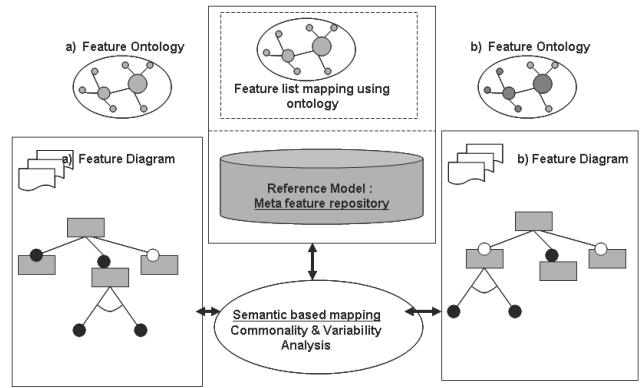 a) Feature Ontology
Feature list mapping using
ontology
b) Feature Ontology
a) Feature Diagram
Reference Model :
Meta feature repository
b) Feature Diagram
Semantic based mapping
Commonality & Variability
Analysis